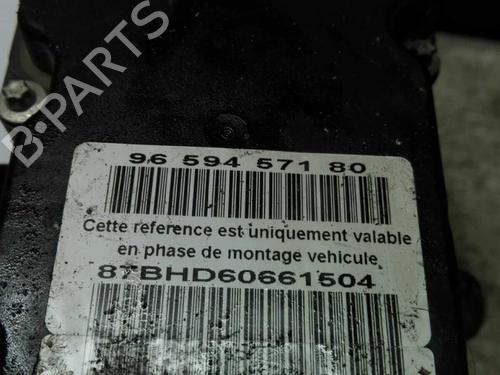 B-PARTS
96 594 571 80
Cette reference est uniquement valable
en phase de montage vehicule
87BHD60661504